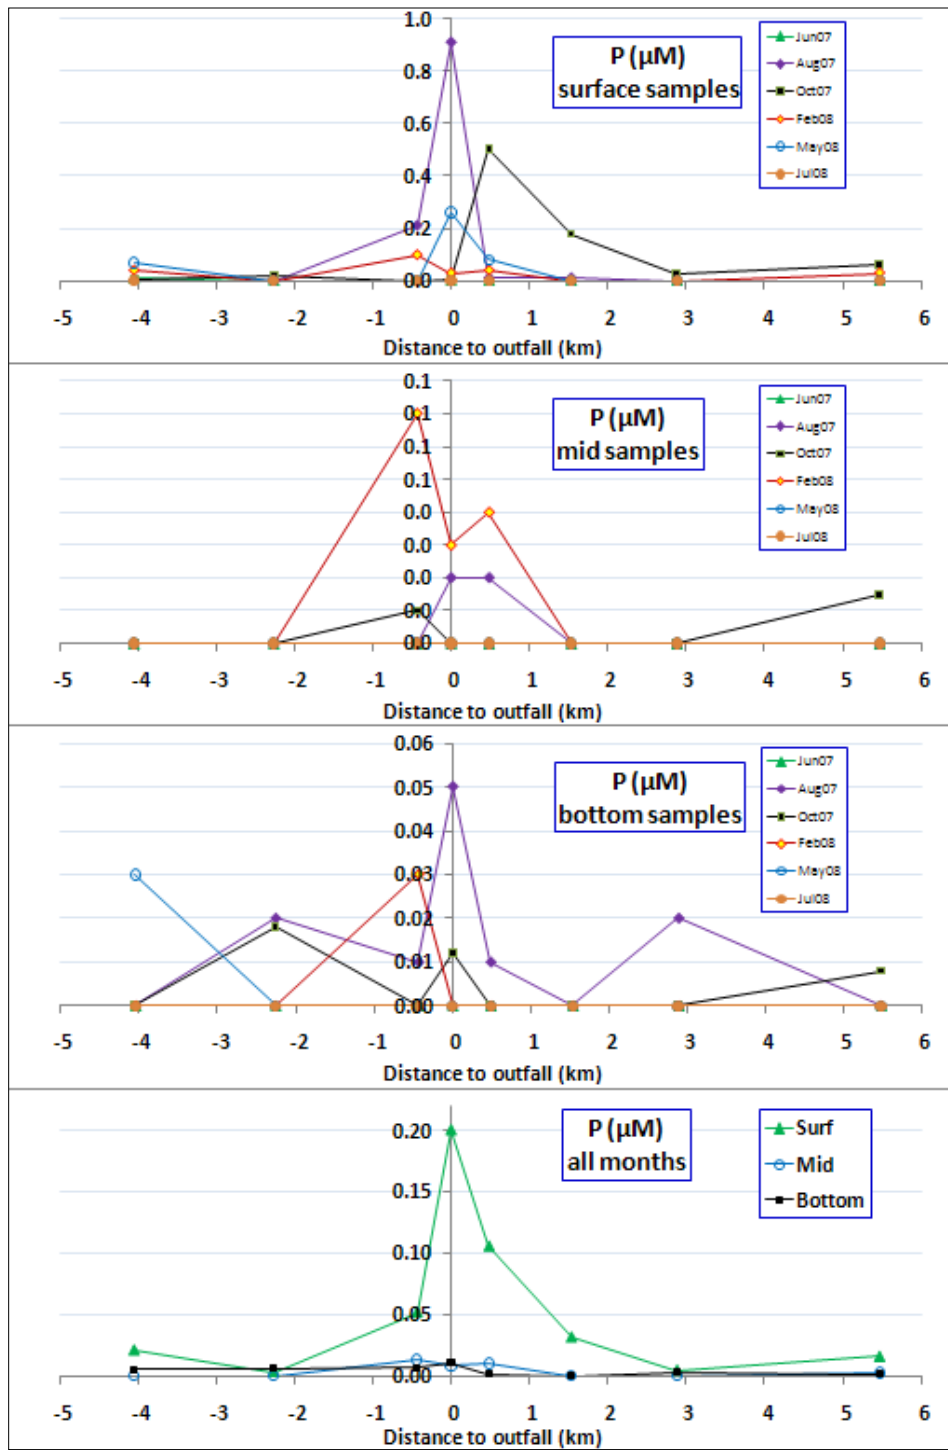 1.0
0.8
0.6
0.4
0.2
0.0
P (µM)
surface samples
Jun07
Aug07
Oct07
Feb08
May08
Jul08
-5 -4 -3 -2 -1 0 1 2 3 4 5 6
Distance to outfall (km)
0.1
0.1
0.1
0.1
0.0
0.0
0.0
0.0
0.0
P (µM)
mid samples
Jun07
Aug07
Oct07
Feb08
May08
Jul08
-5 -4 -3 -2 -1 0 1 2 3 4 5 6
Distance to outfall (km)
0.06
0.05
0.04
0.03
0.02
0.01
0.00
P (µM)
bottom samples
Jun07
Aug07
Oct07
Feb08
May08
Jul08
-5 -4 -3 -2 -1 0 1 2 3 4 5 6
Distance to outfall (km)
0.20
0.15
0.10
0.05
0.00
P (µM)
all months
Surf
Mid
Bottom
-5 -4 -3 -2 -1 0 1 2 3 4 5 6
Distance to outfall (km)